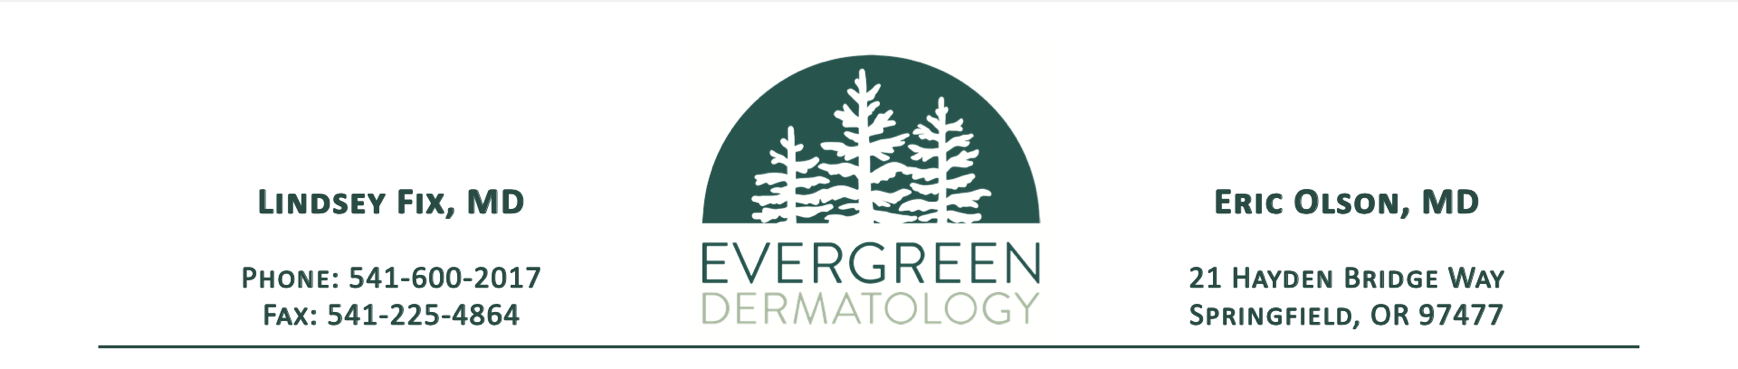 Lindsey Fix, MD
Phone: 541-600-2017
Fax: 541-225-4864
EVERGREEN
DERMATOLOGY
Eric Olson, MD
21 Hayden Bridge Way
Springfield, OR 97477